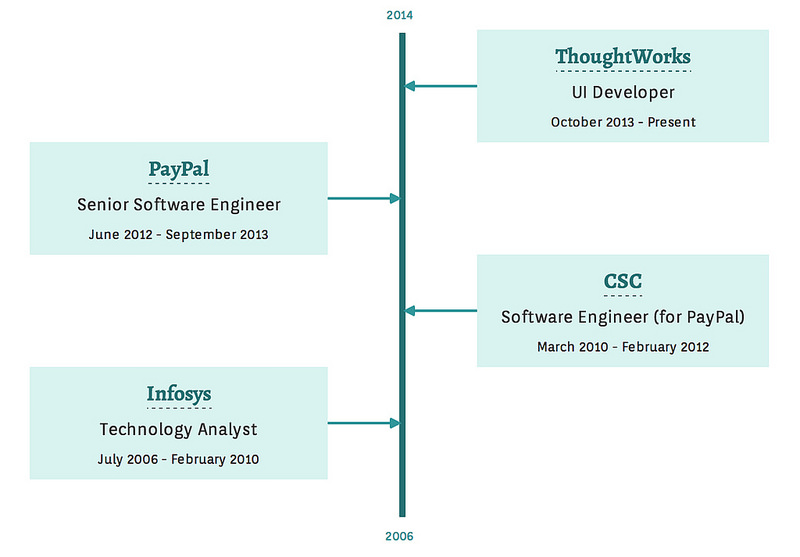 2014
ThoughtWorks
UI Developer
October 2013 - Present
PayPal
Senior Software Engineer
June 2012 - September 2013
CSC
Software Engineer (for PayPal)
March 2010 - February 2012
Infosys
Technology Analyst
July 2006 - February 2010
2006